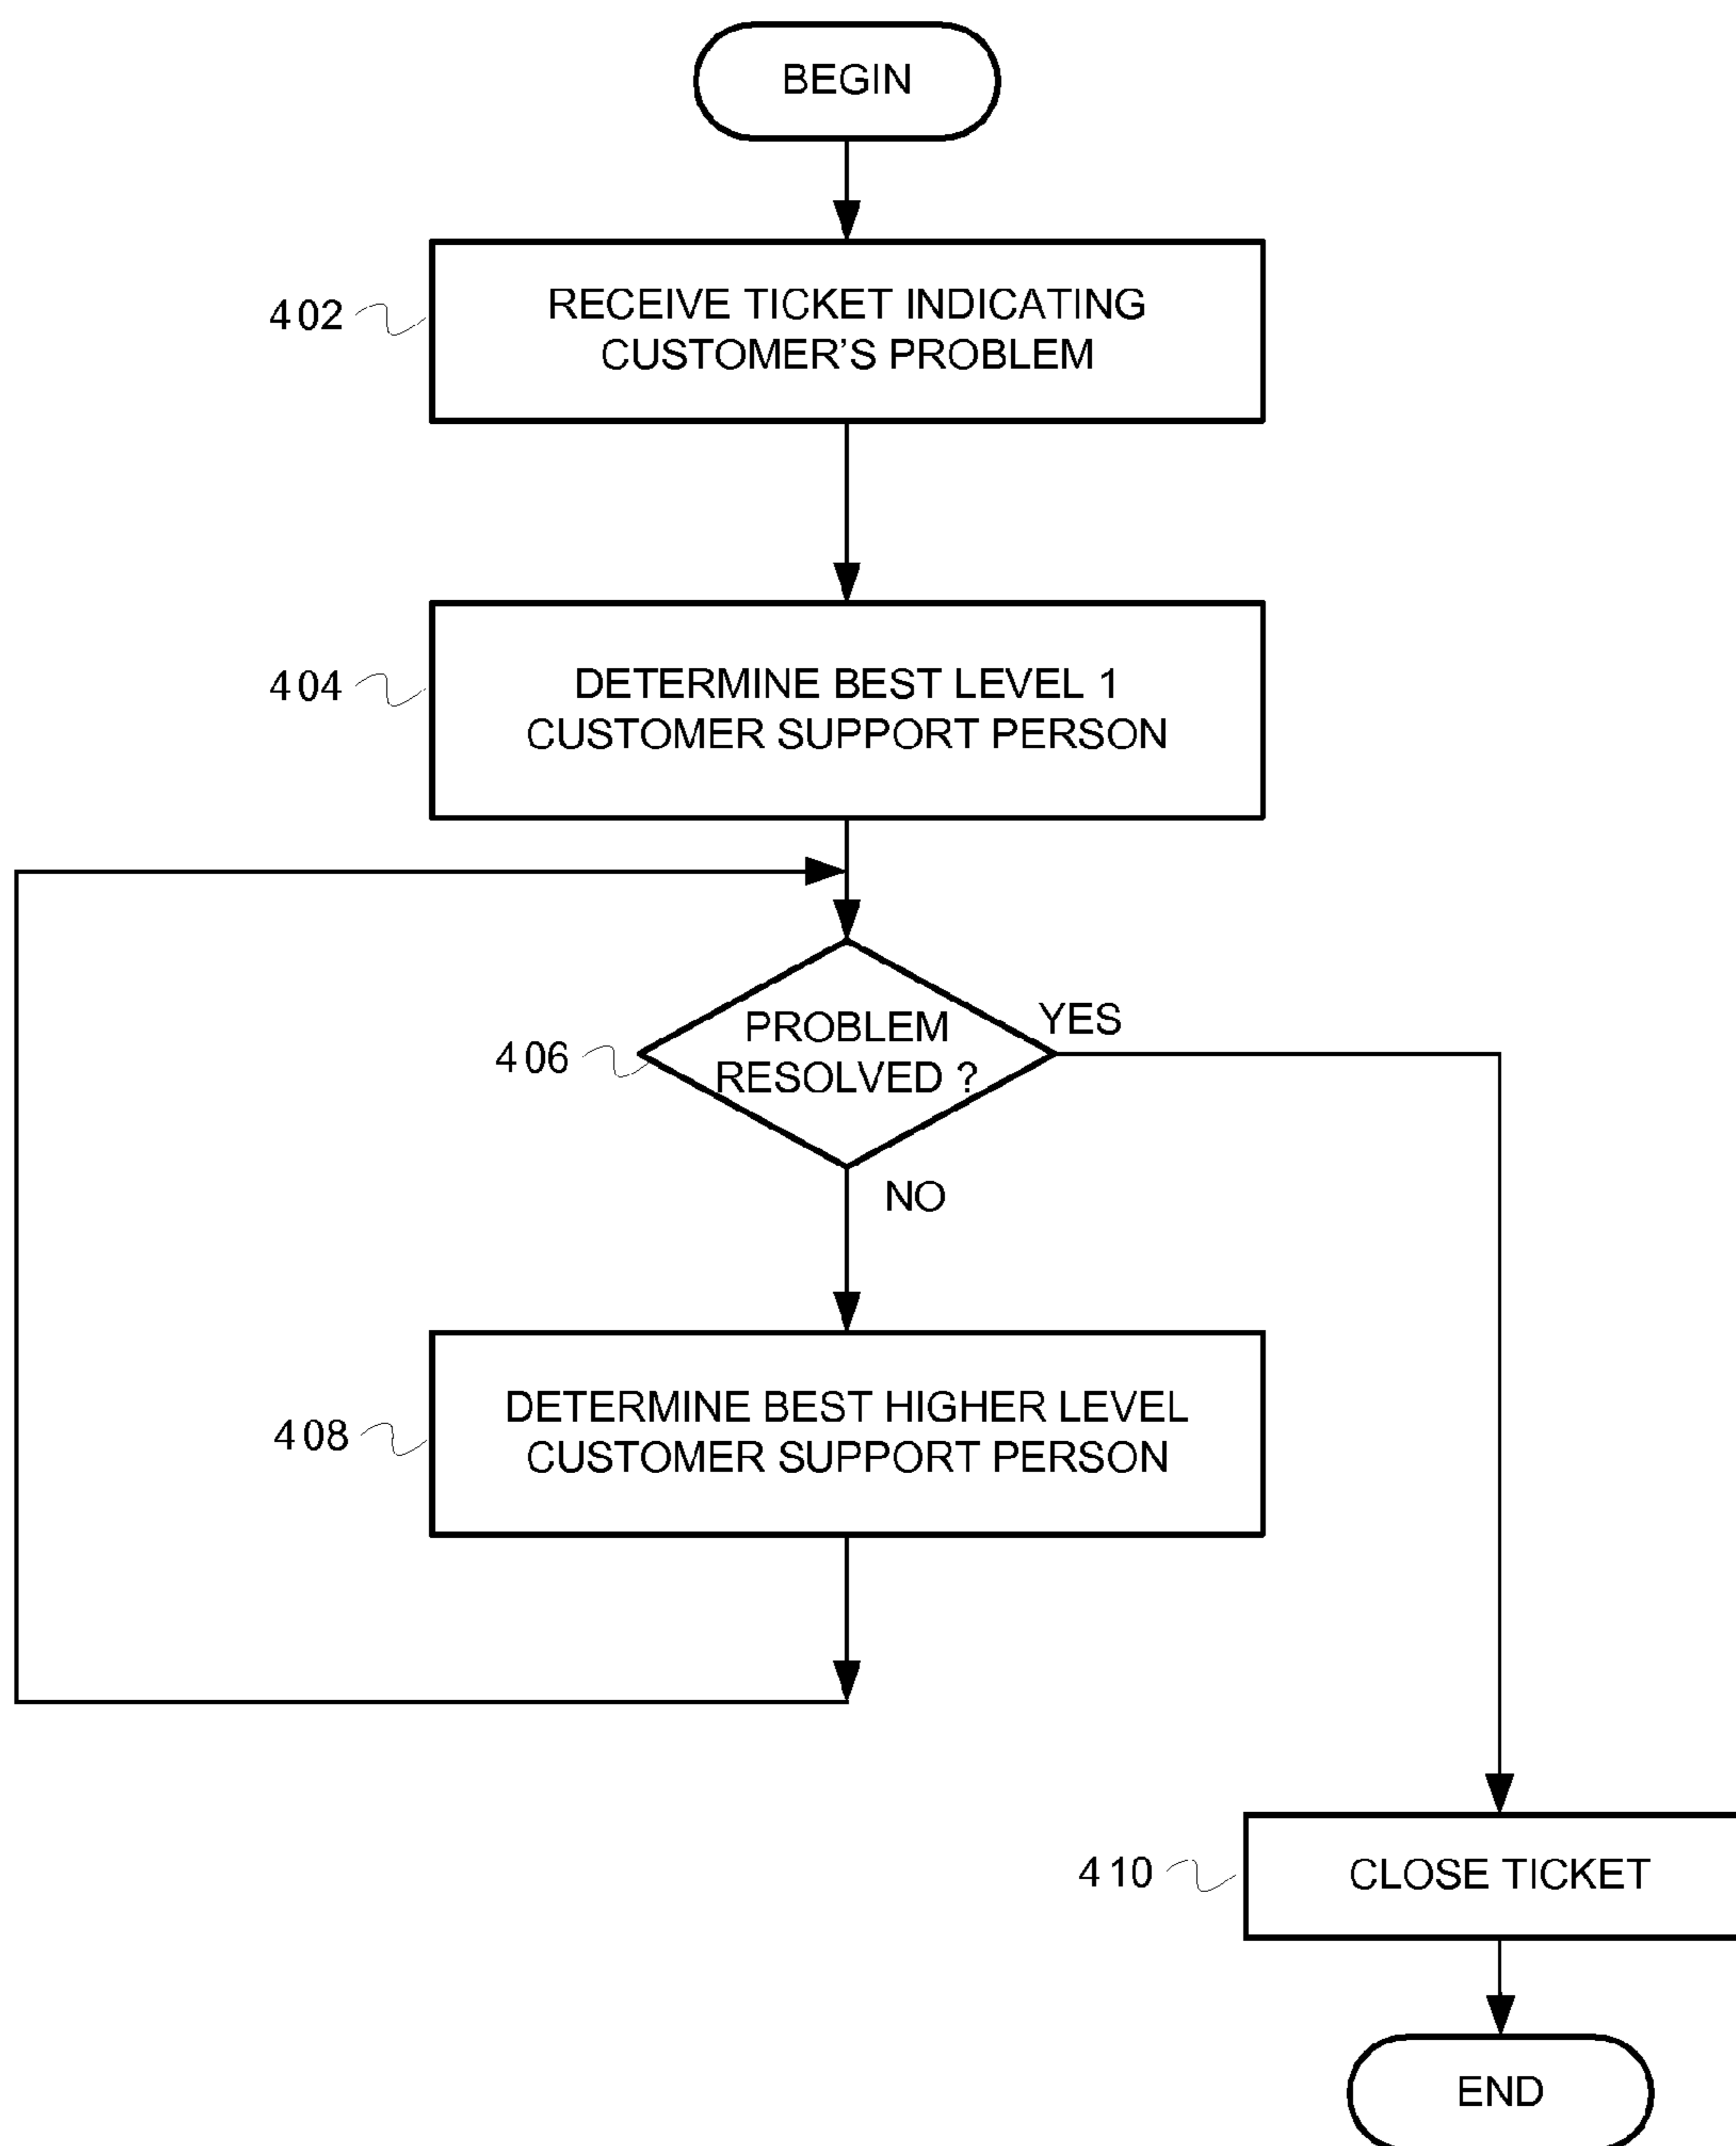 BEGIN
402
RECEIVE TICKET INDICATING
CUSTOMER’S PROBLEM
404
DETERMINE BEST LEVEL 1
CUSTOMER SUPPORT PERSON
406
PROBLEM
RESOLVED ?
YES
NO
408
DETERMINE BEST HIGHER LEVEL
CUSTOMER SUPPORT PERSON
410
CLOSE TICKET
END